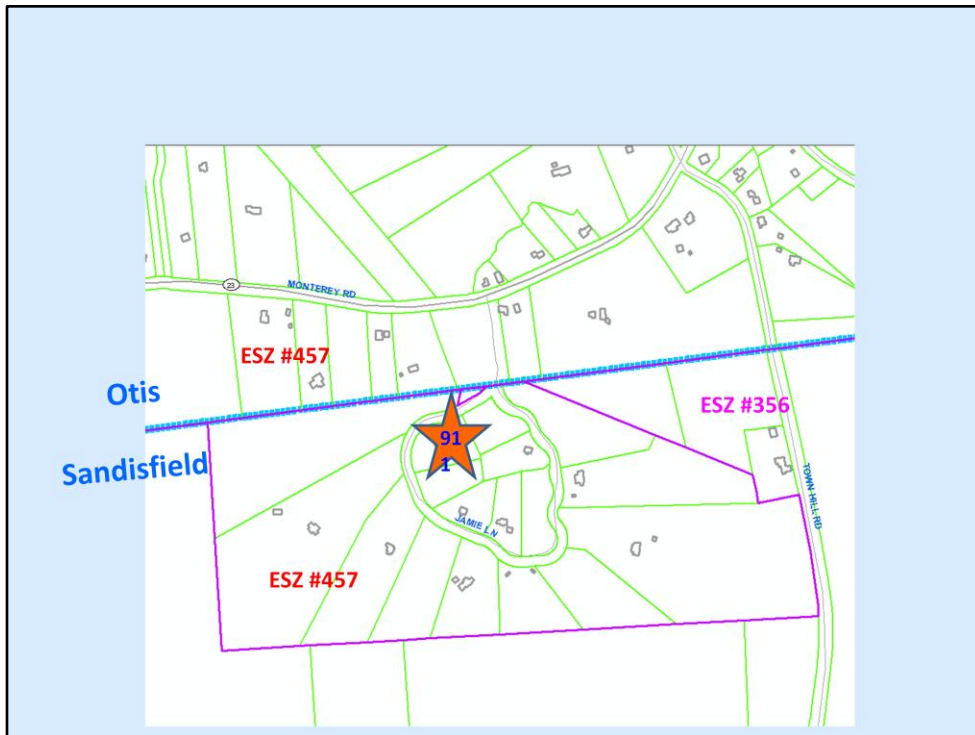 23
MONTEREY RD
ESZ #457
Otis
ESZ #356
91
1
Sandisfield
TOWN HILL RD
JAMIE LN
ESZ #457